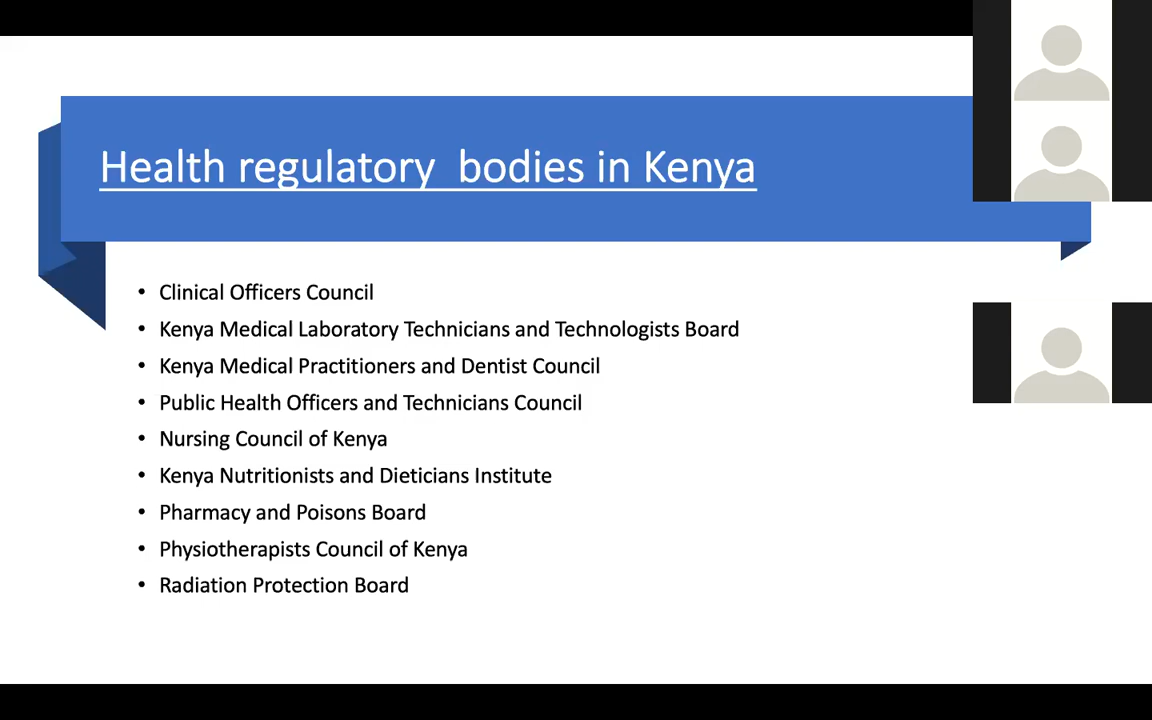 Health regulatory  bodies in Kenya
• Clinical Officers Council
• Kenya Medical Laboratory Technicians and Technologists Board
• Kenya Medical Practitioners and Dentist Council
• Public Health Officers and Technicians Council
• Nursing Council of Kenya
• Kenya Nutritionists and Dieticians Institute
• Pharmacy and Poisons Board
• Physiotherapists Council of Kenya
• Radiation Protection Board